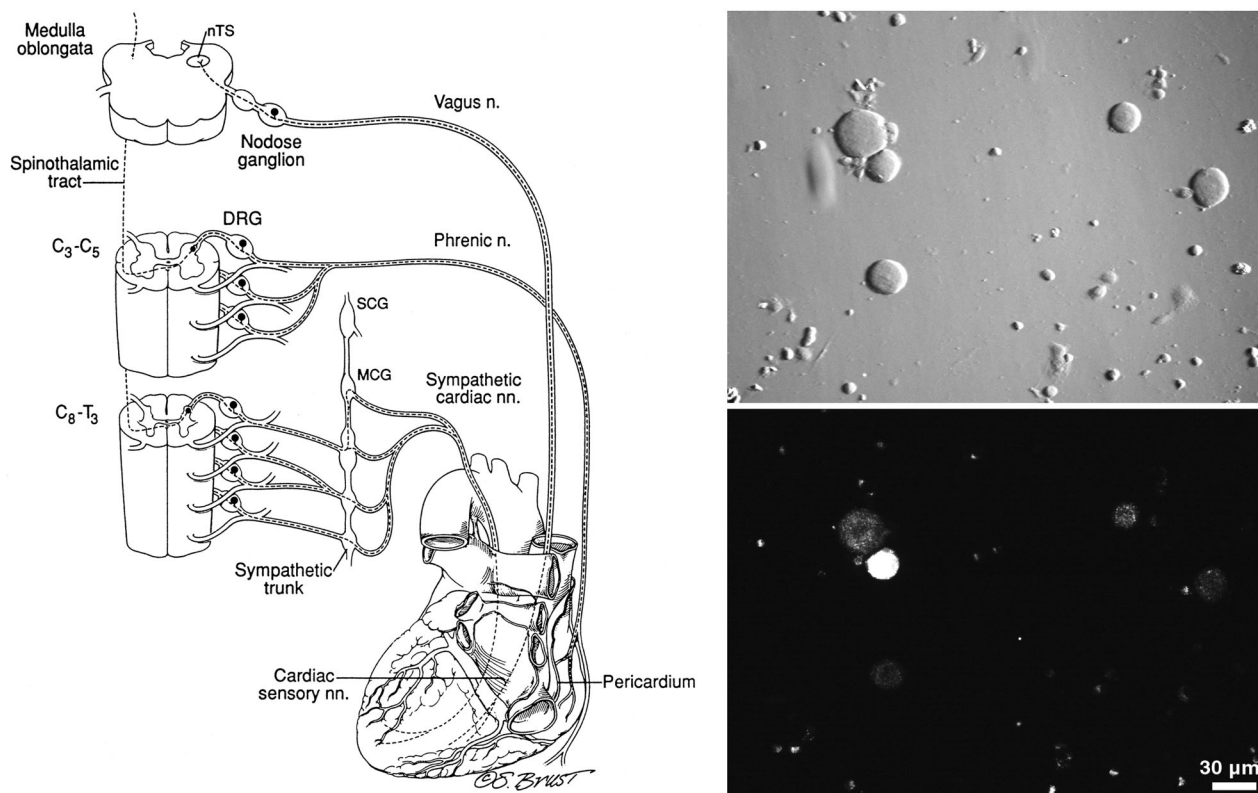 Medulla
oblongata
nTS
Vagus n.
Nodose
ganglion
Spinothalamic
tract
DRG
C₃-C₅
Phrenic n.
SCG
MCG
Sympathetic
cardiac nn.
C₈-T₃
Sympathetic
trunk
Cardiac
sensory nn.
Pericardium
©S. BRUST
30 µm